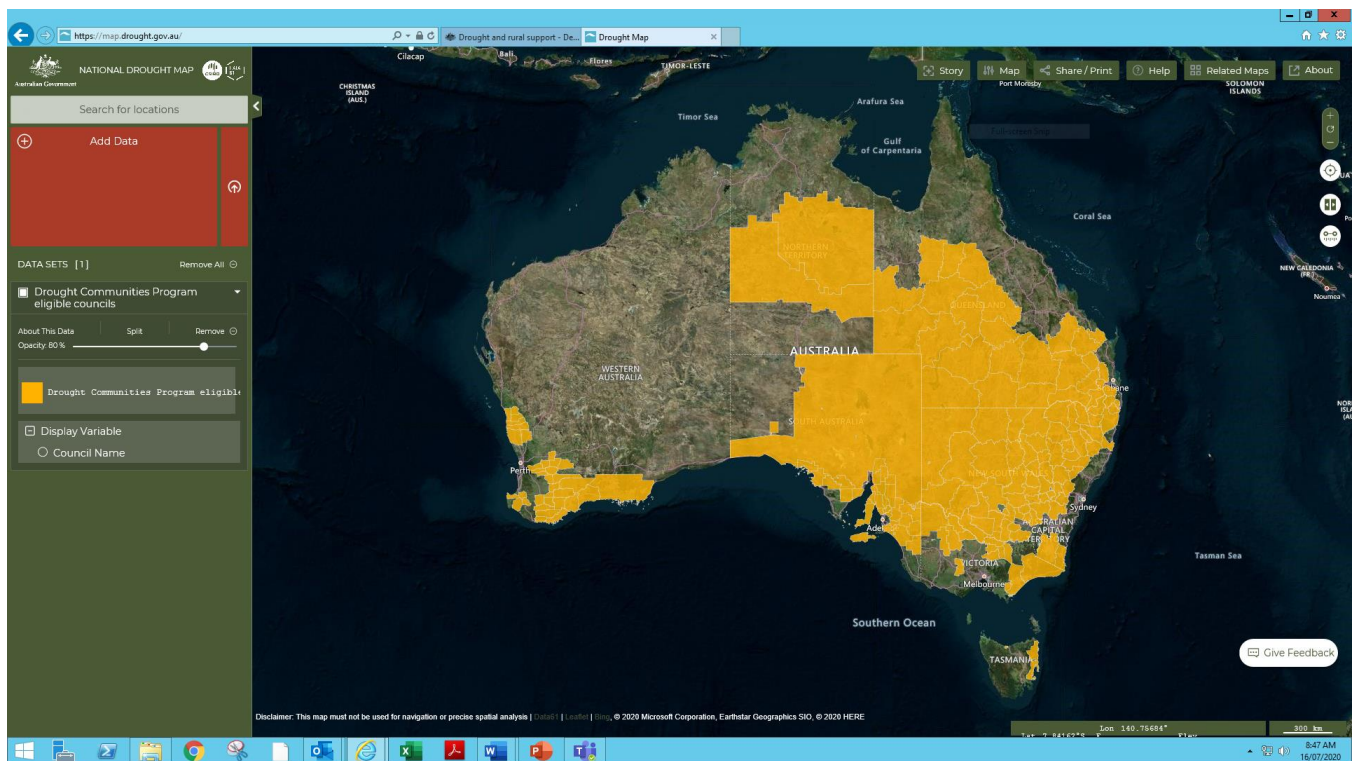 https://map.drought.gov.au/
Drought and rural support - De...
Drought Map
Australian Government
NATIONAL DROUGHT MAP
CSIRO
Search for locations
Add Data
DATA SETS [1]
Remove All
Drought Communities Program
eligible councils
About This Data
Split
Remove
Opacity: 80 %
Drought Communities Program eligible
Display Variable
Council Name
Story
Map
Share / Print
Help
Related Maps
About
Cilacap
Bali
Flores
TIMOR-LESTE
CHRISTMAS
ISLAND
(AUS.)
Port Moresby
SOLOMON
ISLANDS
Arafura Sea
Timor Sea
Fullscreen Map
Gulf
of Carpentaria
Coral Sea
NORTHERN
TERRITORY
NEW CALEDONIA
(FR.)
Noumea
QUEENSLAND
AUSTRALIA
WESTERN
AUSTRALIA
SOUTH AUSTRALIA
NEW SOUTH WALES
Perth
Sydney
AUSTRALIAN
CAPITAL
TERRITORY
VICTORIA
Melbourne
Tasman Sea
Southern Ocean
TASMANIA
Give Feedback
Disclaimer: This map must not be used for navigation or precise spatial analysis | Data61 | Leaflet | Bing, © 2020 Microsoft Corporation, Earthstar Geographics SIO, © 2020 HERE
Lon 140.75684°
300 km
8:47 AM
16/07/2020